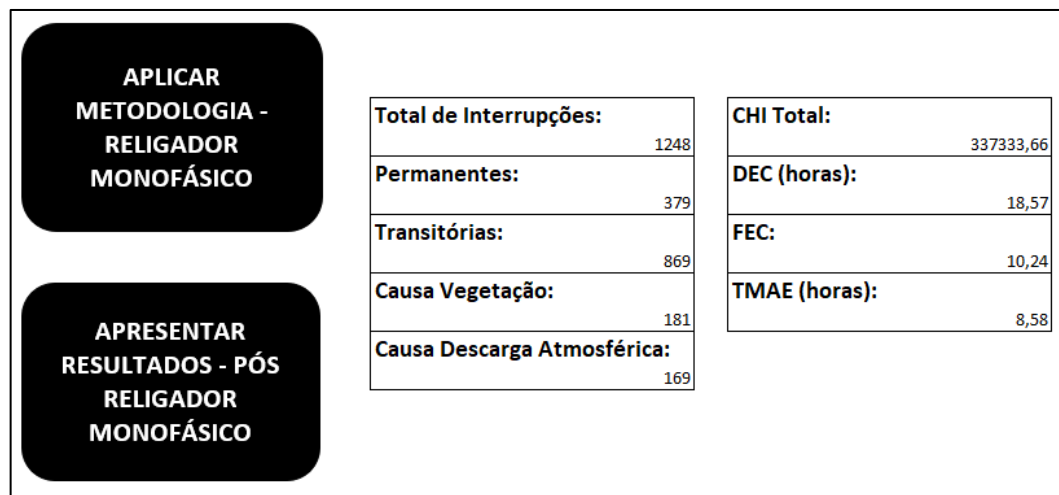 APLICAR
METODOLOGIA -
RELIGADOR
MONOFÁSICO
APRESENTAR
RESULTADOS - PÓS
RELIGADOR
MONOFÁSICO
Total de Interrupções:
1248
Permanentes:
379
Transitórias:
869
Causa Vegetação:
181
Causa Descarga Atmosférica:
169
CHI Total:
337333,66
DEC (horas):
18,57
FEC:
10,24
TMAE (horas):
8,58